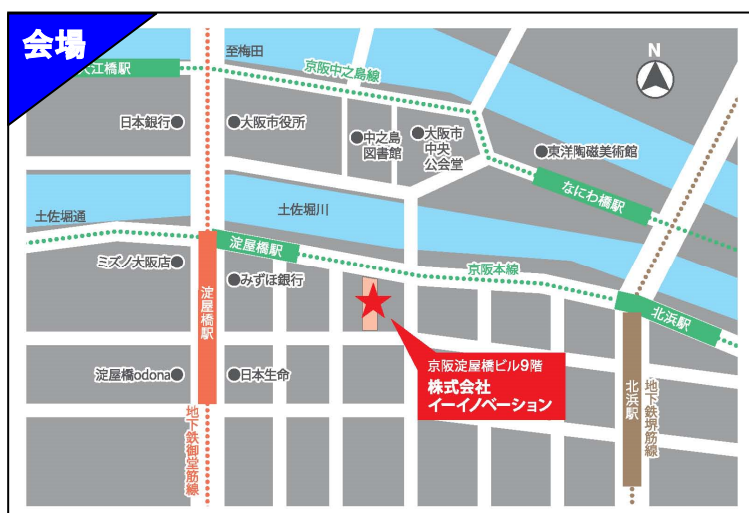 会場
至梅田
N
大江橋駅
京阪中之島線
日本銀行
大阪市役所
中之島
図書館
大阪市
中央
公会堂
東洋陶磁美術館
なにわ橋駅
土佐堀通
土佐堀川
淀屋橋駅
京阪本線
ミズノ大阪店
みずほ銀行
淀屋橋駅
北浜駅
京阪淀屋橋ビル9階
株式会社
イーイノベーション
淀屋橋odona
日本生命
北浜駅
地下鉄堺筋線
地下鉄御堂筋線